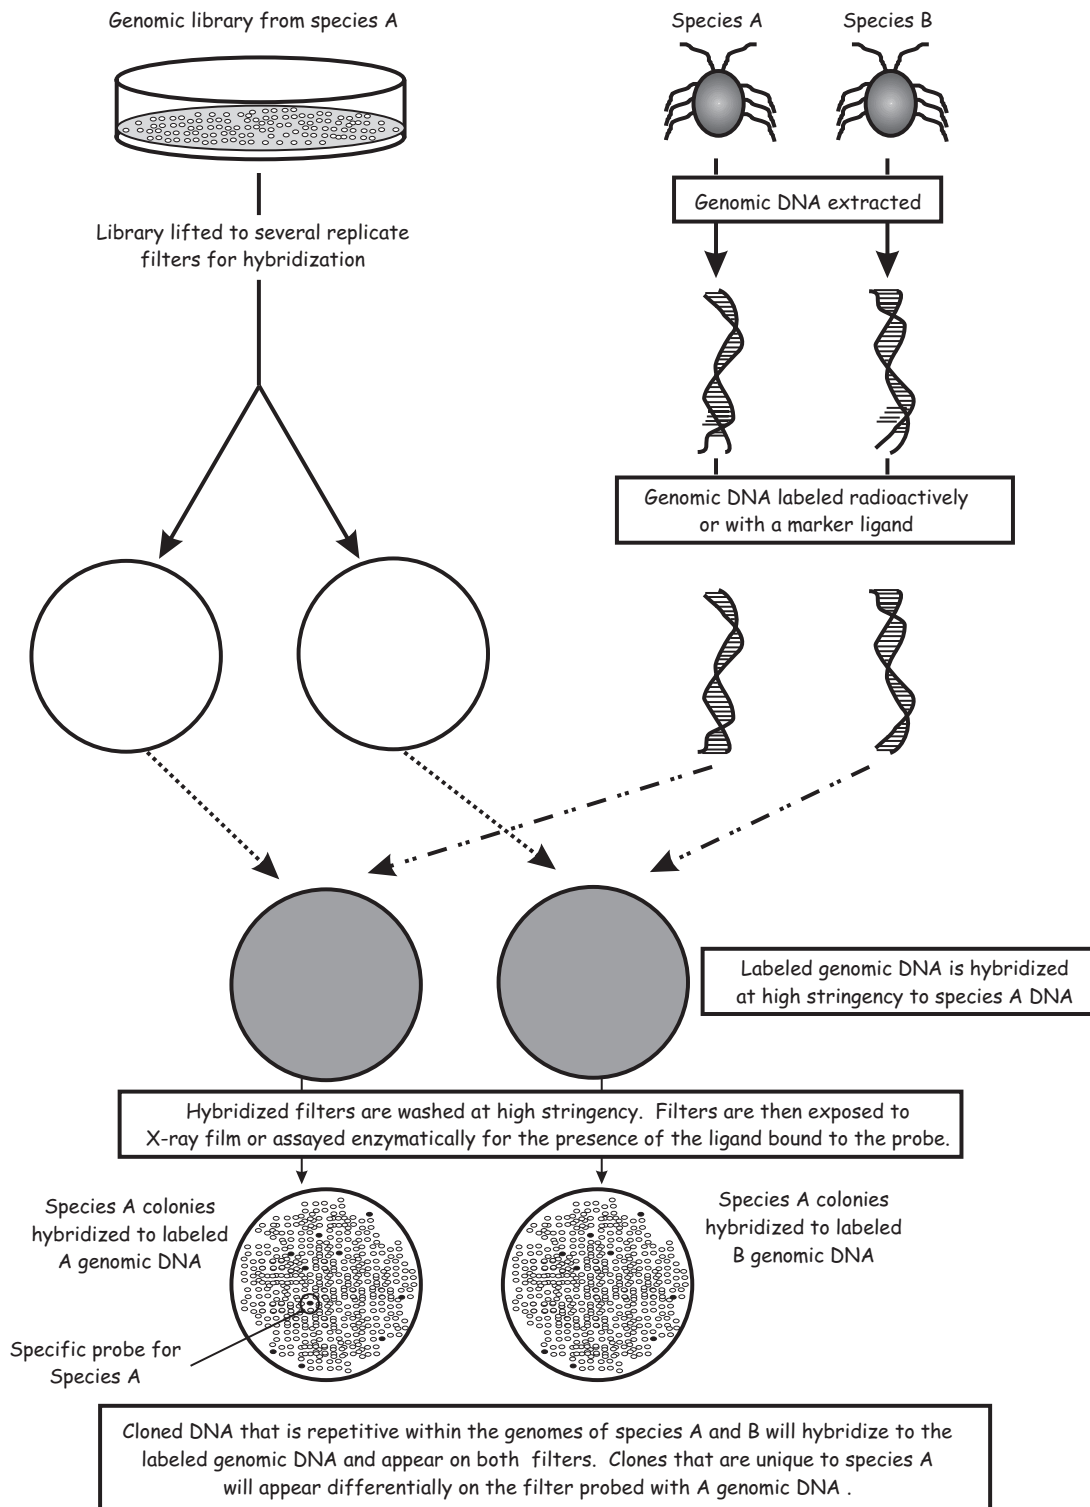 Genomic library from species A
Species A
Species B
Genomic DNA extracted
Library lifted to several replicate
filters for hybridization
Genomic DNA labeled radioactively
or with a marker ligand
Labeled genomic DNA is hybridized
at high stringency to species A DNA
Hybridized filters are washed at high stringency. Filters are then exposed to
X-ray film or assayed enzymatically for the presence of the ligand bound to the probe.
Species A colonies
hybridized to labeled
A genomic DNA
Species A colonies
hybridized to labeled
B genomic DNA
Specific probe for
Species A
Cloned DNA that is repetitive within the genomes of species A and B will hybridize to the
labeled genomic DNA and appear on both filters. Clones that are unique to species A
will appear differentially on the filter probed with A genomic DNA .